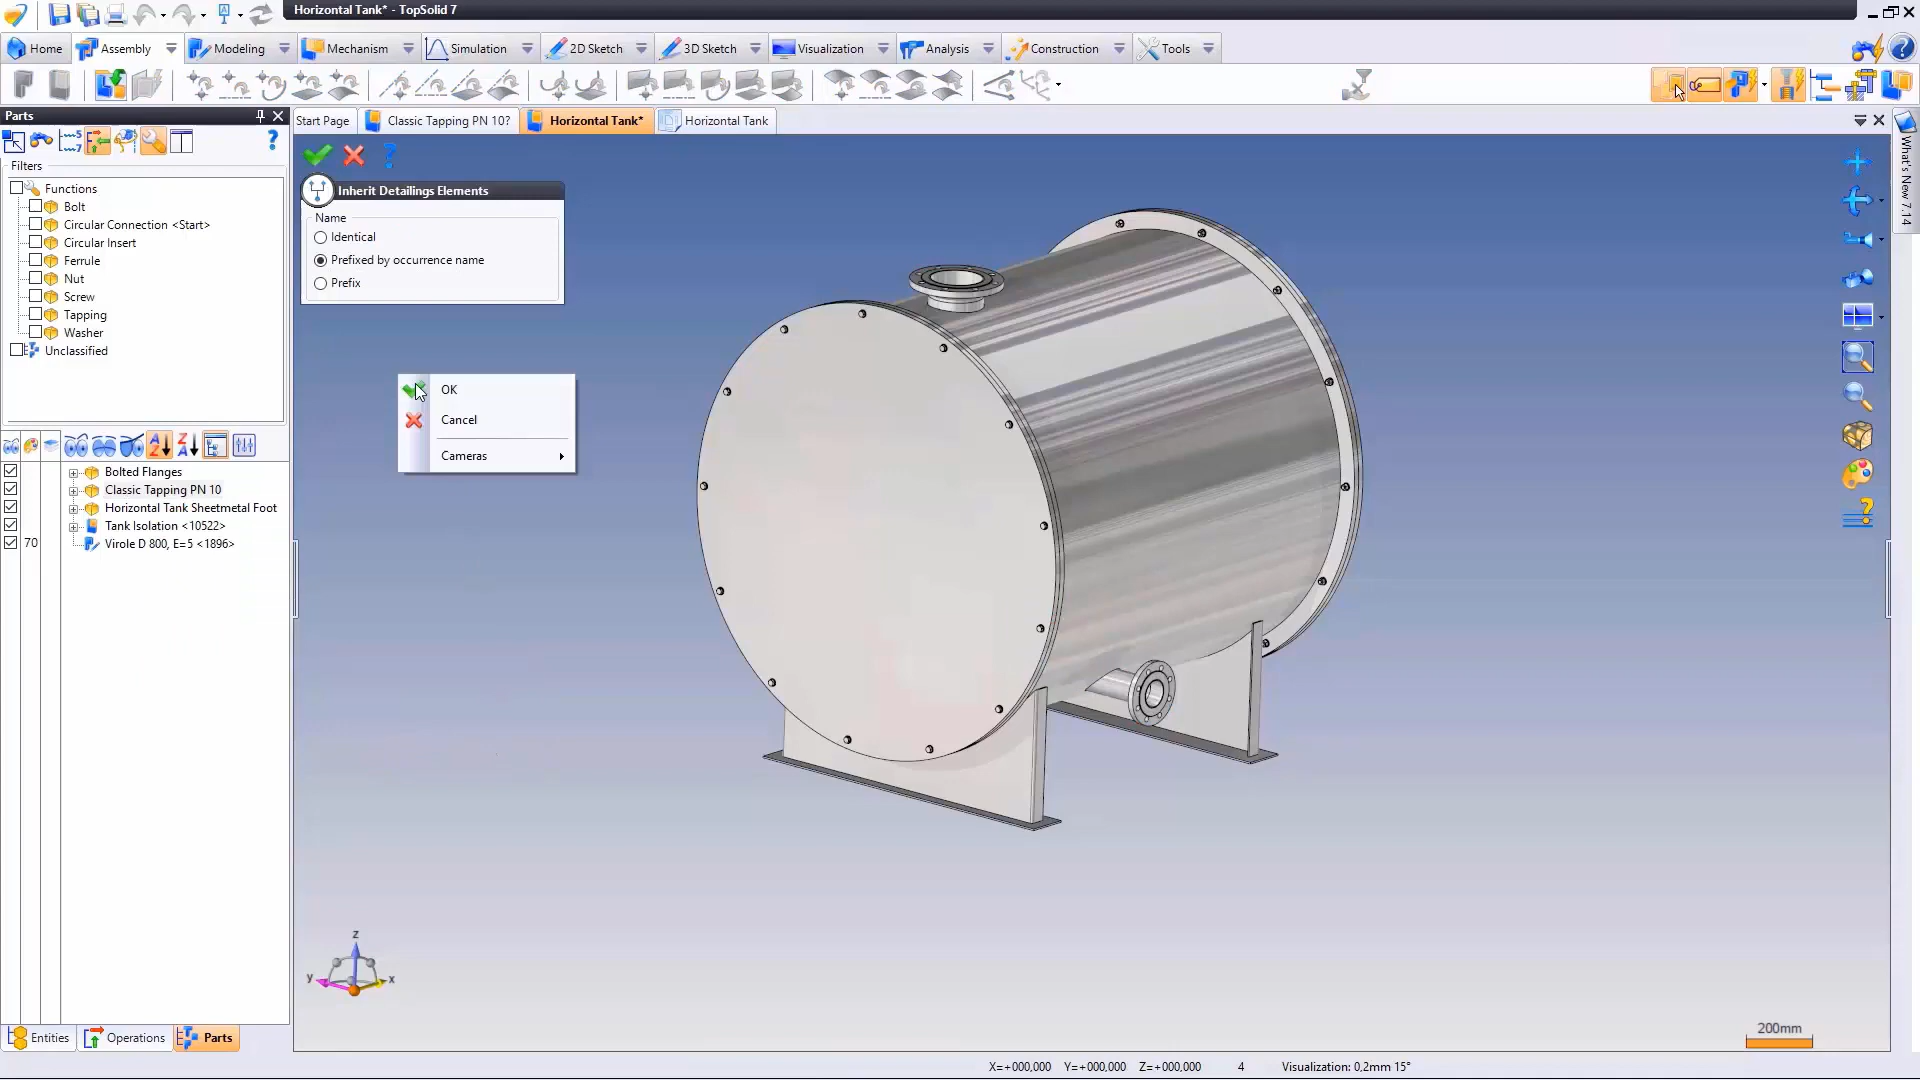 Horizontal Tank* - TopSolid 7
Home
Assembly
Modeling
Mechanism
Simulation
2D Sketch
3D Sketch
Visualization
Analysis
Construction
Tools
Parts
Start Page
Classic Tapping PN 10?
Horizontal Tank*
Horizontal Tank
What's New 7.14
Filters
Functions
Bolt
Circular Connection <Start>
Circular Insert
Ferrule
Nut
Screw
Tapping
Washer
Unclassified
Inherit Detailings Elements
Name
Identical
Prefixed by occurrence name
Prefix
OK
Cancel
Cameras
Bolted Flanges
Classic Tapping PN 10
Horizontal Tank Sheetmetal Foot
Tank Isolation <10522>
70 Virole D 800, E=5 <1896>
z
y
x
200mm
Entities
Operations
Parts
X=+000,000 Y=+000,000 Z=+000,000 4 Visualization: 0,2mm 15°